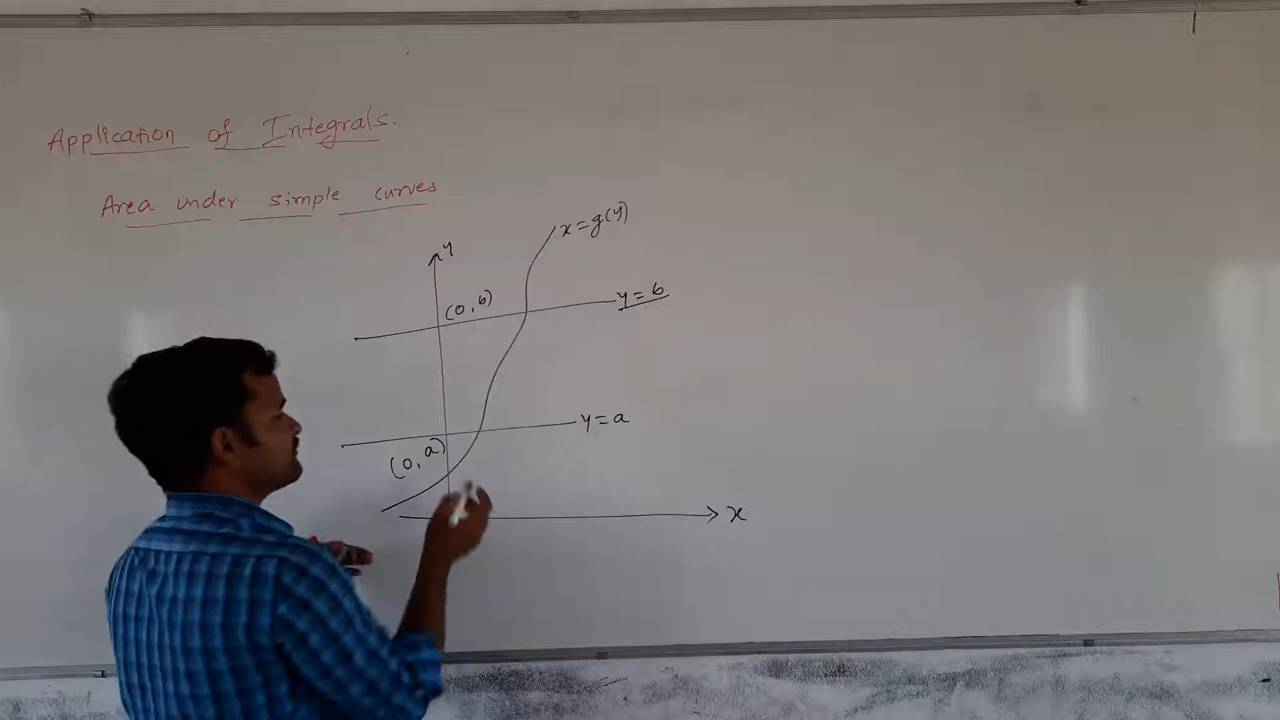 Application of Integrals.
Area under simple curves
x=g(y)
y
(0, b)
y = b
y=a
(0, a)
x